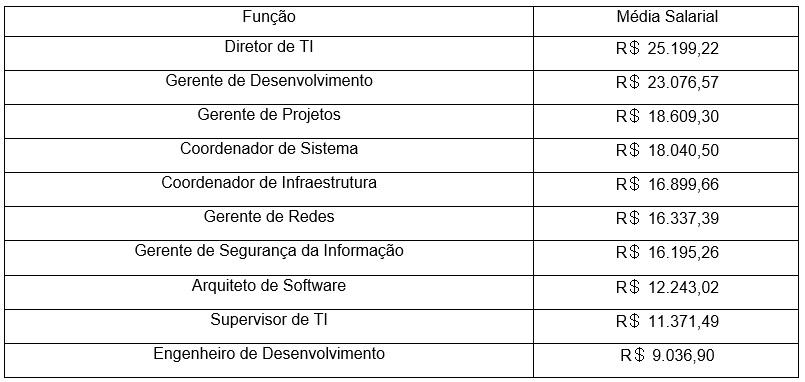 Função Média Salarial
Diretor de TI R$ 25.199,22
Gerente de Desenvolvimento R$ 23.076,57
Gerente de Projetos R$ 18.609,30
Coordenador de Sistema R$ 18.040,50
Coordenador de Infraestrutura R$ 16.899,66
Gerente de Redes R$ 16.337,39
Gerente de Segurança da Informação R$ 16.195,26
Arquiteto de Software R$ 12.243,02
Supervisor de TI R$ 11.371,49
Engenheiro de Desenvolvimento R$ 9.036,90